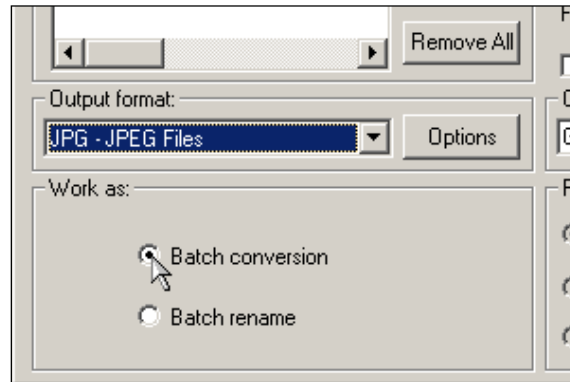 Remove All
Output format:
JPG - JPEG Files
Options
Work as:
Batch conversion
Batch rename